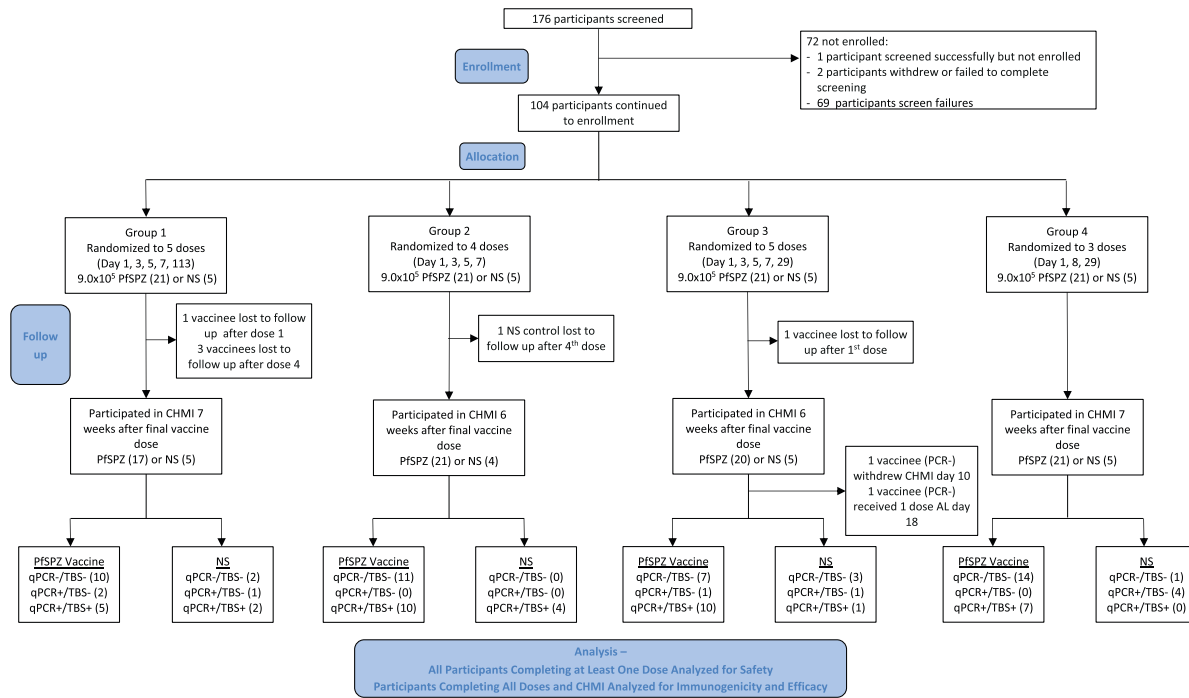 176 participants screened
72 not enrolled:
- 1 participant screened successfully but not enrolled
- 2 participants withdrew or failed to complete
screening
- 69 participants screen failures
Enrollment
104 participants continued
to enrollment
Allocation
Group 1
Randomized to 5 doses
(Day 1, 3, 5, 7, 113)
9.0x10⁵ PfSPZ (21) or NS (5)
Group 2
Randomized to 4 doses
(Day 1, 3, 5, 7)
9.0x10⁵ PfSPZ (21) or NS (5)
Group 3
Randomized to 5 doses
(Day 1, 3, 5, 7, 29)
9.0x10⁵ PfSPZ (21) or NS (5)
Group 4
Randomized to 3 doses
(Day 1, 8, 29)
9.0x10⁵ PfSPZ (21) or NS (5)
Follow
up
1 vaccinee lost to follow
up after dose 1
3 vaccinees lost to
follow up after dose 4
1 NS control lost to
follow up after 4ᵗʰ dose
1 vaccinee lost to follow
up after 1ˢᵗ dose
Participated in CHMI 7
weeks after final vaccine
dose
PfSPZ (17) or NS (5)
Participated in CHMI 6
weeks after final vaccine
dose
PfSPZ (21) or NS (4)
Participated in CHMI 6
weeks after final vaccine
dose
PfSPZ (20) or NS (5)
Participated in CHMI 7
weeks after final vaccine
dose
PfSPZ (21) or NS (5)
1 vaccinee (PCR-)
withdrew CHMI day 10
1 vaccinee (PCR-)
received 1 dose AL day
18
PfSPZ Vaccine
qPCR-/TBS- (10)
qPCR+/TBS- (2)
qPCR+/TBS+ (5)
NS
qPCR-/TBS- (2)
qPCR+/TBS- (1)
qPCR+/TBS+ (2)
PfSPZ Vaccine
qPCR-/TBS- (11)
qPCR+/TBS- (0)
qPCR+/TBS+ (10)
NS
qPCR-/TBS- (0)
qPCR+/TBS- (0)
qPCR+/TBS+ (4)
PfSPZ Vaccine
qPCR-/TBS- (7)
qPCR+/TBS- (1)
qPCR+/TBS+ (10)
NS
qPCR-/TBS- (3)
qPCR+/TBS- (1)
qPCR+/TBS+ (1)
PfSPZ Vaccine
qPCR-/TBS- (14)
qPCR+/TBS- (0)
qPCR+/TBS+ (7)
NS
qPCR-/TBS- (1)
qPCR+/TBS- (4)
qPCR+/TBS+ (0)
Analysis –
All Participants Completing at Least One Dose Analyzed for Safety
Participants Completing All Doses and CHMI Analyzed for Immunogenicity and Efficacy